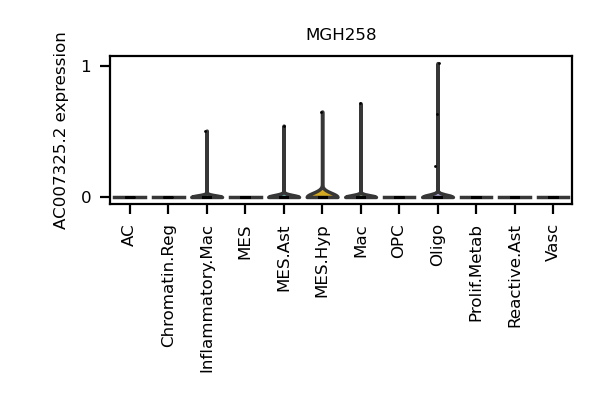 MGH258
AC007325.2 expression
1
0
AC
Chromatin.Reg
Inflammatory.Mac
MES
MES.Ast
MES.Hyp
Mac
OPC
Oligo
Prolif.Metab
Reactive.Ast
Vasc